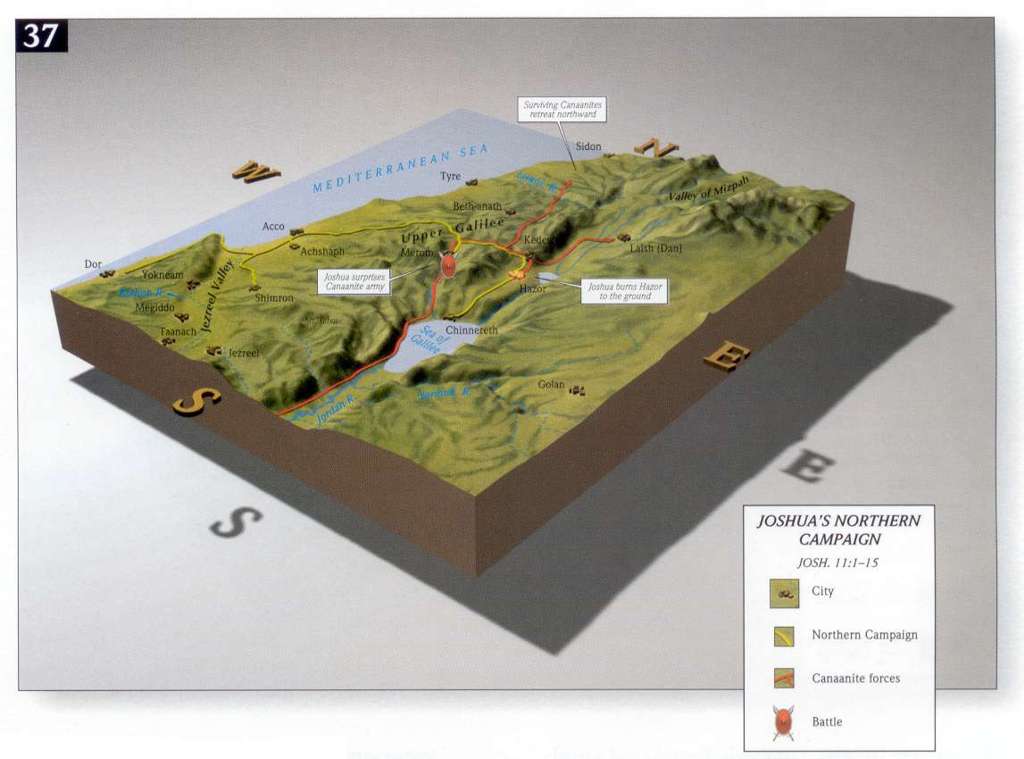 37
Surviving Canaanites
retreat northward
W
N
Sidon
MEDITERRANEAN SEA
Tyre
Valley of Mizpah
Beth-anath
Acco
Upper Galilee
Achshaph
Kedesh
Laish (Dan)
Merom
Dor
Yokneam
Joshua surprises
Canaanite army
Joshua burns Hazor
to the ground
Hazor
Kishon R.
Jezreel Valley
Shimron
Megiddo
Taanach
Chinnereth
Sea of
Galilee
Jezreel
E
Golan
Yarmuk R.
Jordan R.
S
E
S
JOSHUA'S NORTHERN
CAMPAIGN
JOSH. 11:1–15
City
Northern Campaign
Canaanite forces
Battle